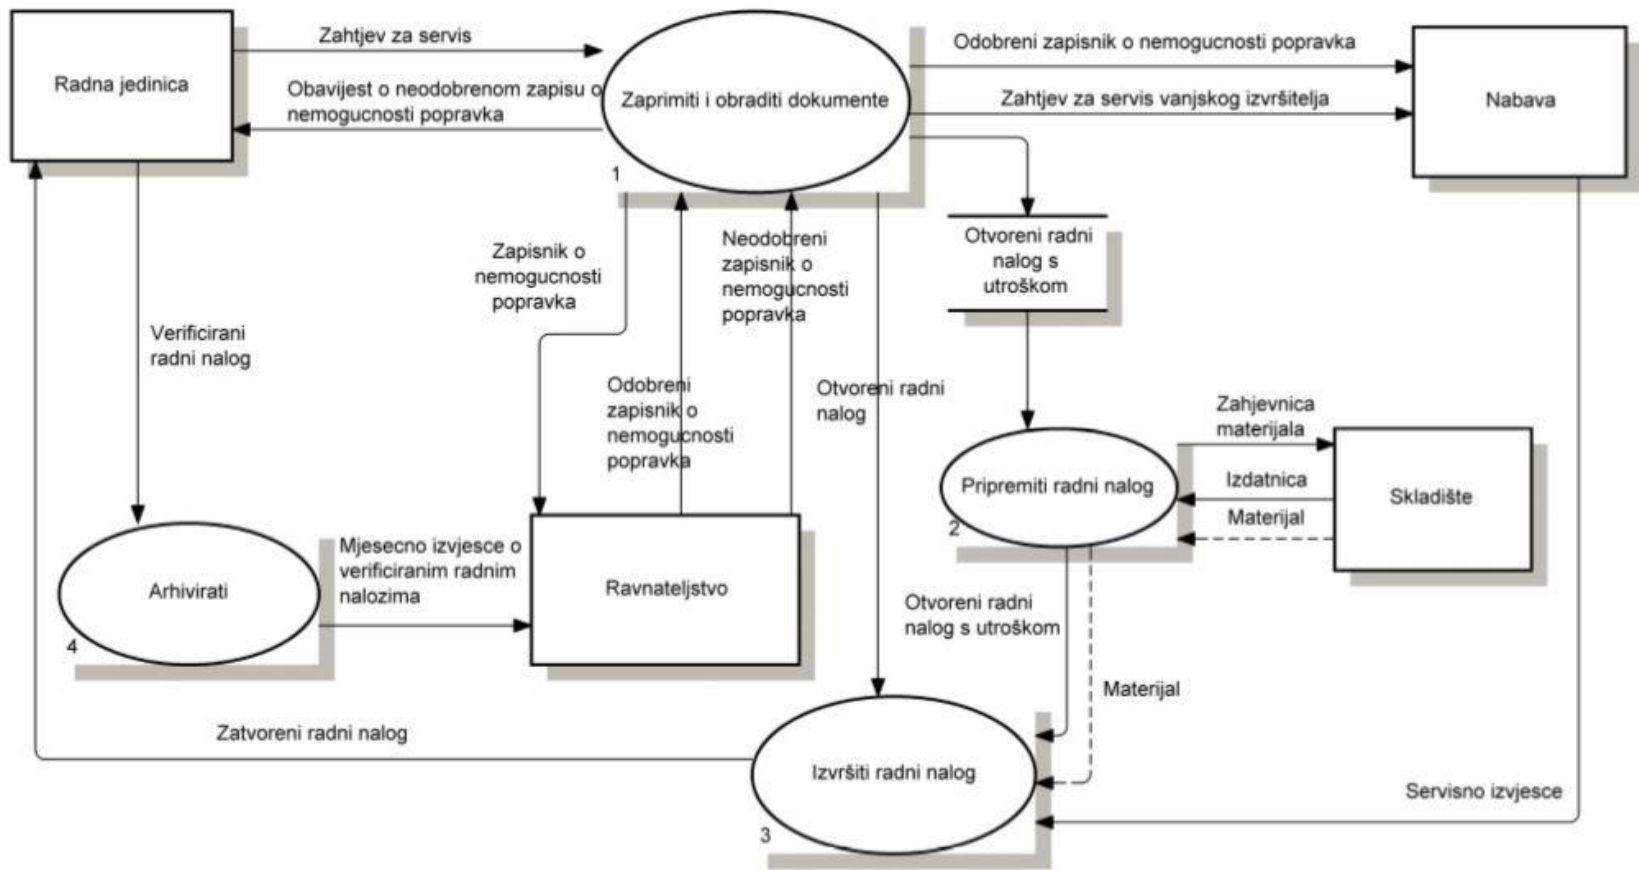 Radna jedinica
Zahtjev za servis
Obavijest o neodobrenom zapisu o
nemogucnosti popravka
Zaprimiti i obraditi dokumente
1
Odobreni zapisnik o nemogucnosti popravka
Zahtjev za servis vanjskog izvršitelja
Nabava
Zapisnik o
nemogucnosti
popravka
Neodobreni
zapisnik o
nemogucnosti
popravka
Otvoreni radni
nalog s
utroškom
Verificirani
radni nalog
Odobreni
zapisnik o
nemogucnosti
popravka
Otvoreni radni
nalog
Zahjevnica
materijala
Izdatnica
Materijal
Pripremiti radni nalog
2
Skladište
Arhivirati
4
Mjesecno izvjesce o
verificiranim radnim
nalozima
Ravnateljstvo
Otvoreni radni
nalog s utroškom
Materijal
Zatvoreni radni nalog
Izvršiti radni nalog
3
Servisno izvjesce